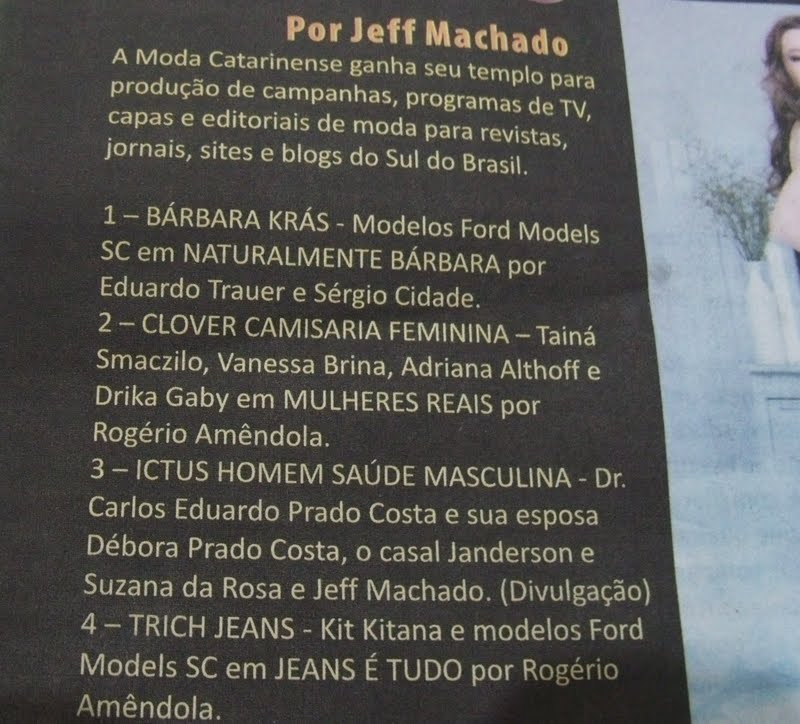 Por Jeff Machado
A Moda Catarinense ganha seu templo para
produção de campanhas, programas de TV,
capas e editoriais de moda para revistas,
jornais, sites e blogs do Sul do Brasil.
1 – BÁRBARA KRÁS - Modelos Ford Models
SC em NATURALMENTE BÁRBARA por
Eduardo Trauer e Sérgio Cidade.
2 – CLOVER CAMISARIA FEMININA – Tainá
Smaczilo, Vanessa Brina, Adriana Althoff e
Drika Gaby em MULHERES REAIS por
Rogério Amêndola.
3 – ICTUS HOMEM SAÚDE MASCULINA - Dr.
Carlos Eduardo Prado Costa e sua esposa
Débora Prado Costa, o casal Janderson e
Suzana da Rosa e Jeff Machado. (Divulgação)
4 – TRICH JEANS - Kit Kitana e modelos Ford
Models SC em JEANS É TUDO por Rogério
Amêndola.